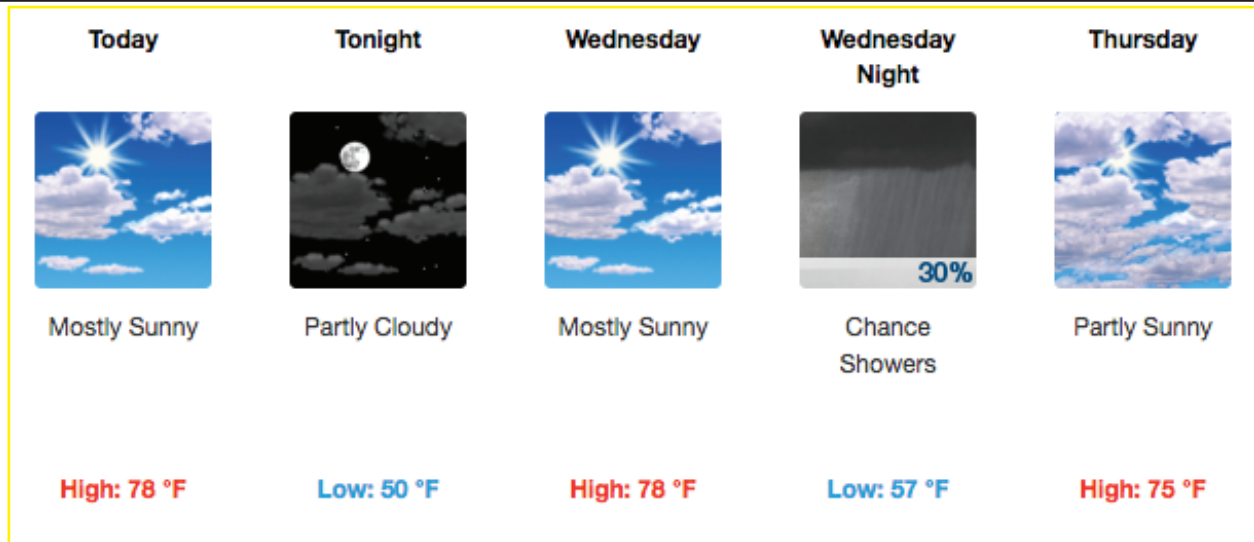 Today
Tonight
Wednesday
Wednesday
Night
Thursday
30%
Mostly Sunny
Partly Cloudy
Mostly Sunny
Chance
Showers
Partly Sunny
High: 78 °F
Low: 50 °F
High: 78 °F
Low: 57 °F
High: 75 °F